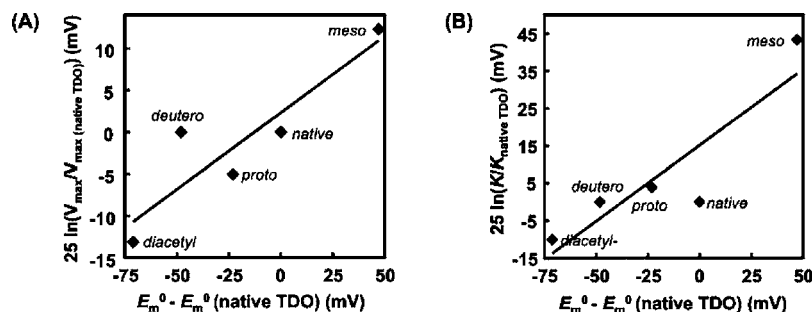 (A)
25 ln(Vmax/Vmax (native TDO)) (mV)
15
10
5
0
-5
-10
-15
meso
deutero
native
proto
diacetyl
-75
-50
-25
0
25
50
Em0 - Em0 (native TDO) (mV)
(B)
25 ln(K/Knative TDO) (mV)
45
35
25
15
5
-5
-15
meso
deutero
proto
native
diacetyl-
-75
-50
-25
0
25
50
Em0 - Em0 (native TDO) (mV)